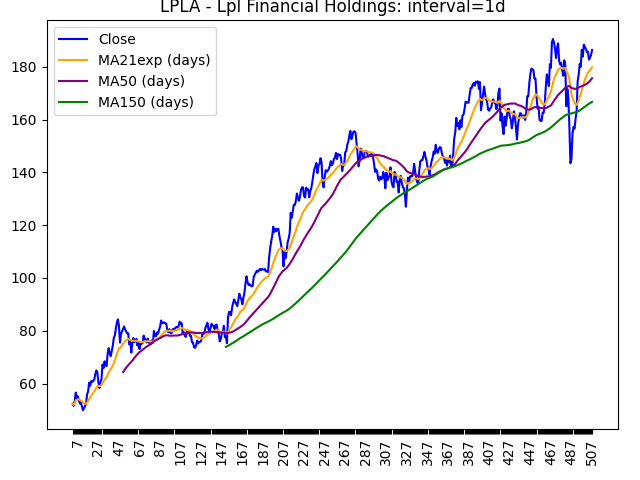 LPLA - Lpl Financial Holdings: interval=1d
Close
MA21exp (days)
MA50 (days)
MA150 (days)
180
160
140
120
100
80
60
7 27 47 67 87 107 127 147 167 187 207 227 247 267 287 307 327 347 367 387 407 427 447 467 487 507